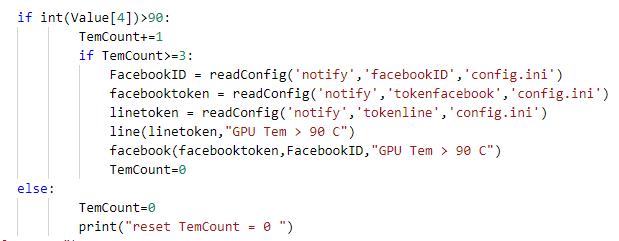 if int(Value[4])>90:
TemCount+=1
if TemCount>=3:
FacebookID = readConfig('notify','facebookID','config.ini')
facebooktoken = readConfig('notify','tokenfacebook','config.ini')
linetoken = readConfig('notify','tokenline','config.ini')
line(linetoken,"GPU Tem > 90 C")
facebook(facebooktoken,FacebookID,"GPU Tem > 90 C")
TemCount=0
else:
TemCount=0
print("reset TemCount = 0 ")